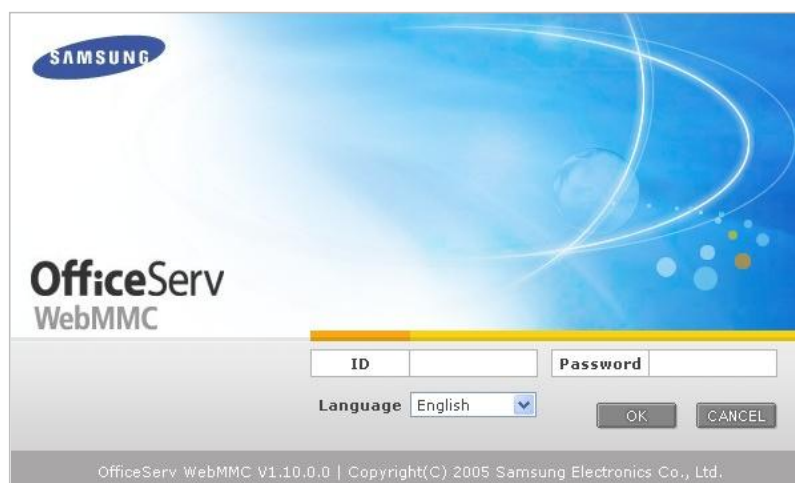 SAMSUNG
OfficeServ
WebMMC
ID Password
Language English OK CANCEL
OfficeServ WebMMC V1.10.0.0 | Copyright(C) 2005 Samsung Electronics Co., Ltd.